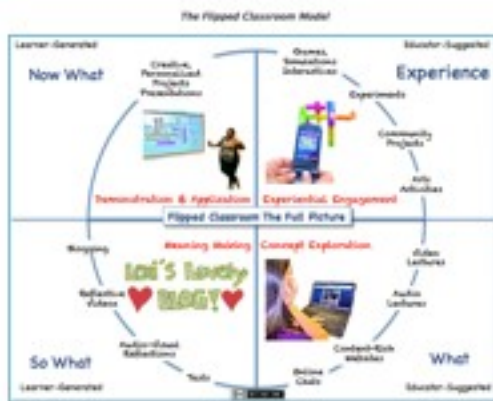 The Flipped Classroom Model
Learner-Generated
Educator-Suggested
Now What
Experience
Creative,
Personalized
Projects
Presentations
Games,
Simulations
Interactives
Experiments
Community
Projects
Arts
Activities
Demonstration & Application
Experiential Engagement
Flipped Classroom The Full Picture
Meaning Making
Concept Exploration
Blogging
Reflective
Videos
Audio-Visual
Reflections
Tests
LOXI'S Lovely
BLOG!
Video
Lectures
Audio
Lectures
Content-Rich
Websites
Online
Chats
So What
What
Learner-Generated
Educator-Suggested